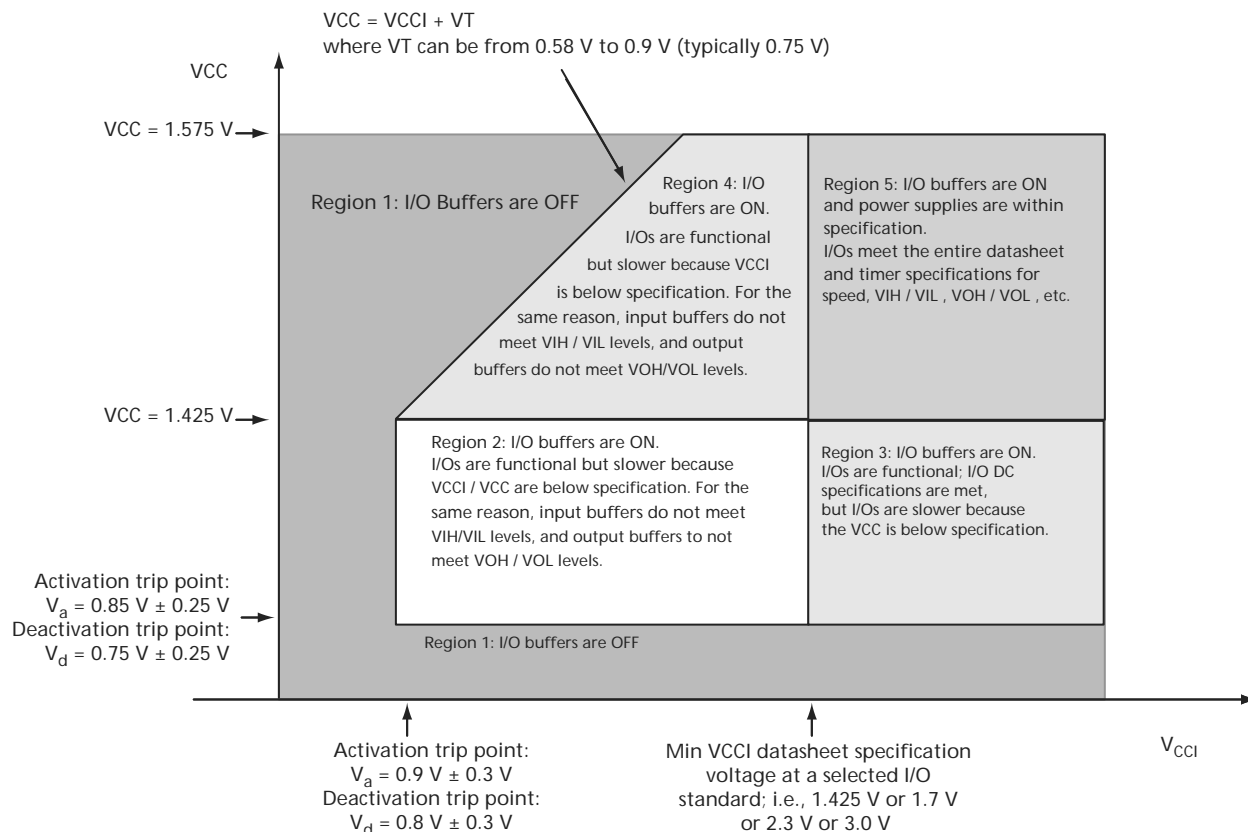 VCC = VCCI + VT
where VT can be from 0.58 V to 0.9 V (typically 0.75 V)
VCC
VCC = 1.575 V
Region 1: I/O Buffers are OFF
Region 4: I/O
buffers are ON.
I/Os are functional
but slower because VCCI
is below specification. For the
same reason, input buffers do not
meet VIH / VIL levels, and output
buffers do not meet VOH/VOL levels.
Region 5: I/O buffers are ON
and power supplies are within
specification.
I/Os meet the entire datasheet
and timer specifications for
speed, VIH / VIL , VOH / VOL , etc.
VCC = 1.425 V
Region 2: I/O buffers are ON.
I/Os are functional but slower because
VCCI / VCC are below specification. For the
same reason, input buffers do not meet
VIH/VIL levels, and output buffers to not
meet VOH / VOL levels.
Region 3: I/O buffers are ON.
I/Os are functional; I/O DC
specifications are met,
but I/Os are slower because
the VCC is below specification.
Activation trip point:
Va = 0.85 V ± 0.25 V
Deactivation trip point:
Vd = 0.75 V ± 0.25 V
Region 1: I/O buffers are OFF
Activation trip point:
Va = 0.9 V ± 0.3 V
Deactivation trip point:
Vd = 0.8 V ± 0.3 V
Min VCCI datasheet specification
voltage at a selected I/O
standard; i.e., 1.425 V or 1.7 V
or 2.3 V or 3.0 V
VCCI